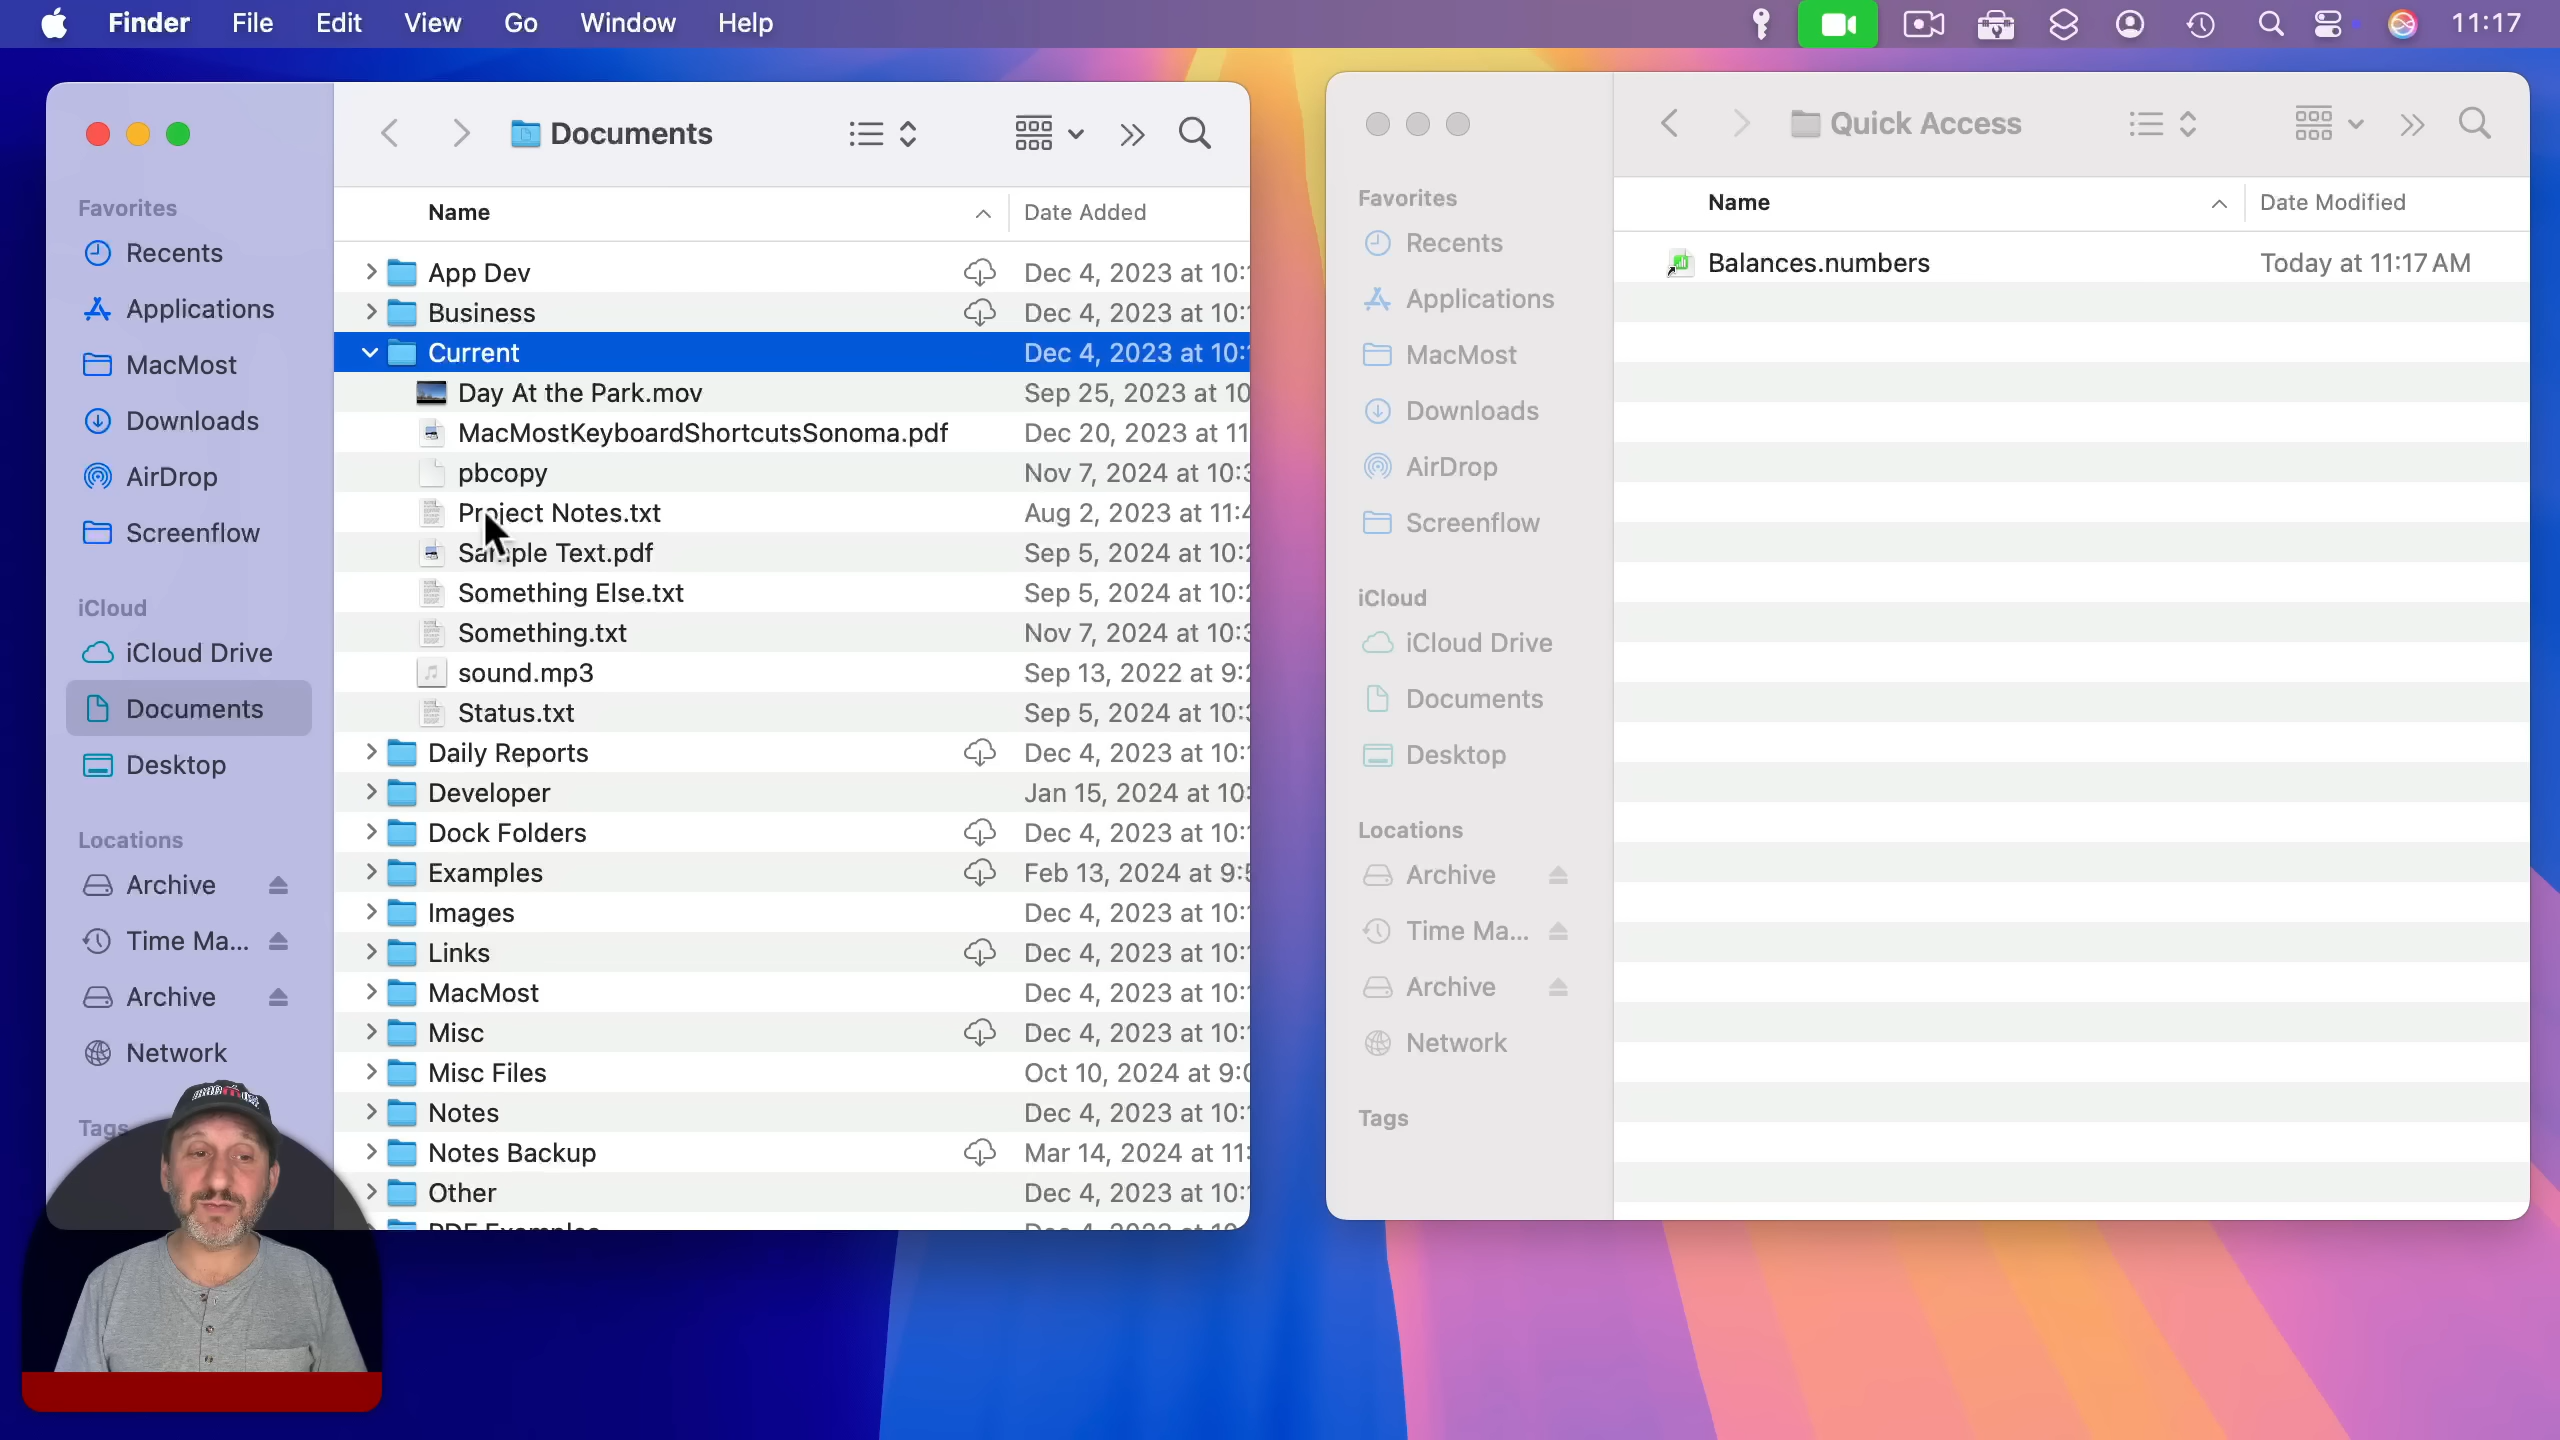 Finder File Edit View Go Window Help 11:17
Documents
Favorites
Recents
Applications
MacMost
Downloads
AirDrop
Screenflow
iCloud
iCloud Drive
Documents
Desktop
Locations
Archive
Time Ma...
Archive
Network
Tags
Name Date Added
App Dev Dec 4, 2023 at 10:
Business Dec 4, 2023 at 10:
Current Dec 4, 2023 at 10:
Day At the Park.mov Sep 25, 2023 at 10
MacMostKeyboardShortcutsSonoma.pdf Dec 20, 2023 at 11
pbcopy Nov 7, 2024 at 10:
Project Notes.txt Aug 2, 2023 at 11:
Sample Text.pdf Sep 5, 2024 at 10:
Something Else.txt Sep 5, 2024 at 10:
Something.txt Nov 7, 2024 at 10:
sound.mp3 Sep 13, 2022 at 9:
Status.txt Sep 5, 2024 at 10:
Daily Reports Dec 4, 2023 at 10:
Developer Jan 15, 2024 at 10:
Dock Folders Dec 4, 2023 at 10:
Examples Feb 13, 2024 at 9:
Images Dec 4, 2023 at 10:
Links Dec 4, 2023 at 10:
MacMost Dec 4, 2023 at 10:
Misc Dec 4, 2023 at 10:
Misc Files Oct 10, 2024 at 9:
Notes Dec 4, 2023 at 10:
Notes Backup Mar 14, 2024 at 11:
Other Dec 4, 2023 at 10:
Quick Access
Favorites
Recents
Applications
MacMost
Downloads
AirDrop
Screenflow
iCloud
iCloud Drive
Documents
Desktop
Locations
Archive
Time Ma...
Archive
Network
Tags
Name Date Modified
Balances.numbers Today at 11:17 AM